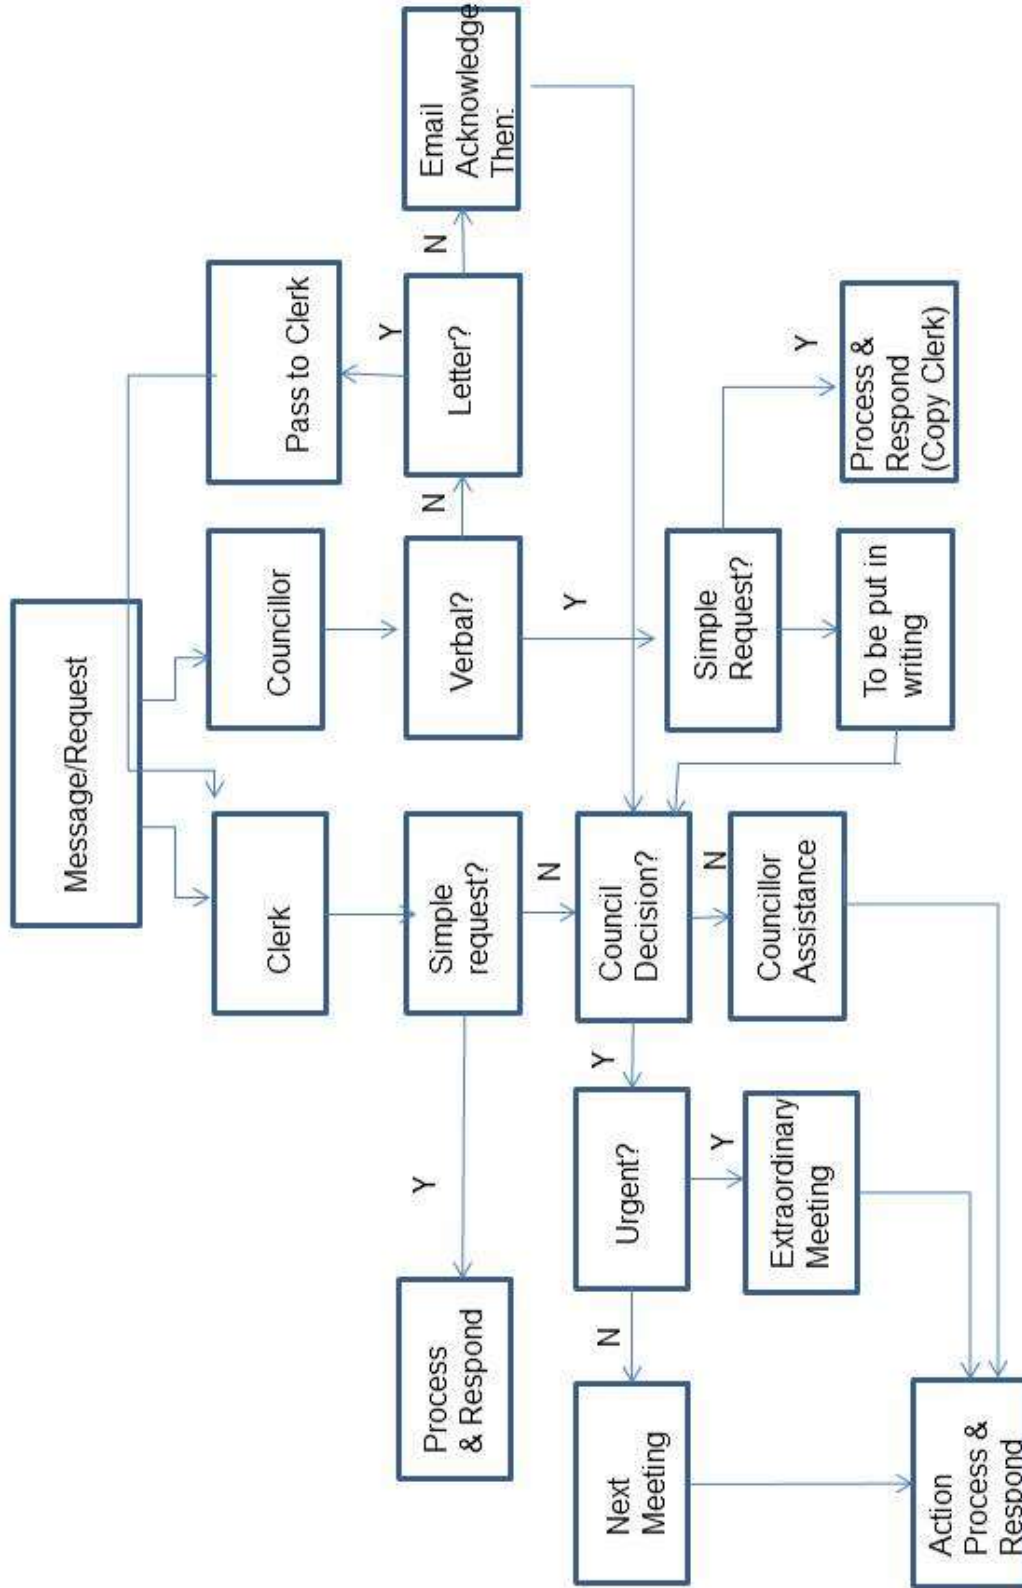 Message/Request
Clerk
Councillor
Pass to Clerk
Process
& Respond
Y
Simple
request?
Verbal?
N
Letter?
Y
N
Email
Acknowledge
Then:
N
Y
Next
Meeting
N
Urgent?
Y
Council
Decision?
Simple
Request?
Y
Y
N
Extraordinary
Meeting
Councillor
Assistance
To be put in
writing
Process &
Respond
(Copy Clerk)
Action
Process &
Respond